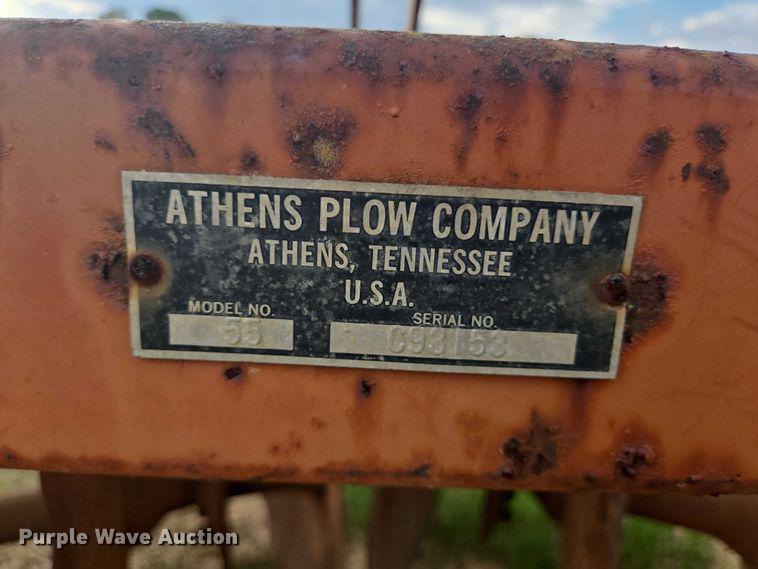 ATHENS PLOW COMPANY
ATHENS, TENNESSEE
U.S.A.
MODEL NO.
55
SERIAL NO.
C93153
Purple Wave Auction